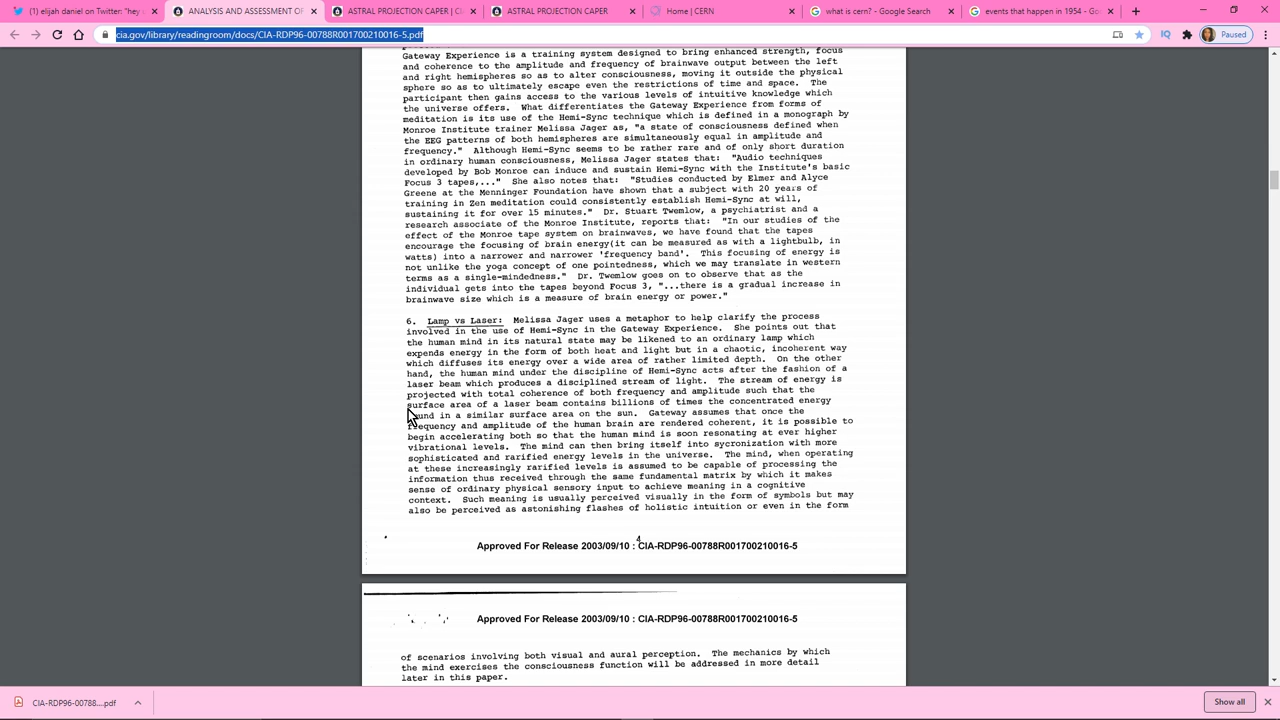 (1) elijah daniel on Twitter: "hey
ANALYSIS AND ASSESSMENT OF
ASTRAL PROJECTION CAPER | C
ASTRAL PROJECTION CAPER
Home | CERN
what is cern? - Google Search
events that happen in 1954 - Goo
cia.gov/library/readingroom/docs/CIA-RDP96-00788R001700210016-5.pdf
Paused
Gateway Experience is a training system designed to bring enhanced strength, focus
and coherence to the amplitude and frequency of brainwave output between the left
and right hemispheres so as to alter consciousness, moving it outside the physical
sphere so as to ultimately escape even the restrictions of time and space. The
participant then gains access to the various levels of intuitive knowledge which
the universe offers. What differentiates the Gateway Experience from forms of
meditation is its use of the Hemi-Sync technique which is defined in a monograph by
Monroe Institute trainer Melissa Jager as, "a state of consciousness defined when
the EEG patterns of both hemispheres are simultaneously equal in amplitude and
frequency." Although Hemi-Sync seems to be rather rare and of only short duration
in ordinary human consciousness, Melissa Jager states that: "Audio techniques
developed by Bob Monroe can induce and sustain Hemi-Sync with the Institute's basic
Focus 3 tapes,..." She also notes that: "Studies conducted by Elmer and Alyce
Greene at the Menninger Foundation have shown that a subject with 20 years of
training in Zen meditation could consistently establish Hemi-Sync at will,
sustaining it for over 15 minutes." Dr. Stuart Twemlow, a psychiatrist and a
research associate of the Monroe Institute, reports that: "In our studies of the
effect of the Monroe tape system on brainwaves, we have found that the tapes
encourage the focusing of brain energy(it can be measured as with a lightbulb, in
watts) into a narrower and narrower 'frequency band'. This focusing of energy is
not unlike the yoga concept of one pointedness, which we may translate in western
terms as a single-mindedness." Dr. Twemlow goes on to observe that as the
individual gets into the tapes beyond Focus 3, "...there is a gradual increase in
brainwave size which is a measure of brain energy or power."
6. Lamp vs Laser: Melissa Jager uses a metaphor to help clarify the process
involved in the use of Hemi-Sync in the Gateway Experience. She points out that
the human mind in its natural state may be likened to an ordinary lamp which
expends energy in the form of both heat and light but in a chaotic, incoherent way
which diffuses its energy over a wide area of rather limited depth. On the other
hand, the human mind under the discipline of Hemi-Sync acts after the fashion of a
laser beam which produces a disciplined stream of light. The stream of energy is
projected with total coherence of both frequency and amplitude such that the
surface area of a laser beam contains billions of times the concentrated energy
found in a similar surface area on the sun. Gateway assumes that once the
frequency and amplitude of the human brain are rendered coherent, it is possible to
begin accelerating both so that the human mind is soon resonating at ever higher
vibrational levels. The mind can then bring itself into sycronization with more
sophisticated and rarified energy levels in the universe. The mind, when operating
at these increasingly rarified levels is assumed to be capable of processing the
information thus received through the same fundamental matrix by which it makes
sense of ordinary physical sensory input to achieve meaning in a cognitive
context. Such meaning is usually perceived visually in the form of symbols but may
also be perceived as astonishing flashes of holistic intuition or even in the form
4
Approved For Release 2003/09/10 : CIA-RDP96-00788R001700210016-5
Approved For Release 2003/09/10 : CIA-RDP96-00788R001700210016-5
of scenarios involving both visual and aural perception. The mechanics by which
the mind exercises the consciousness function will be addressed in more detail
later in this paper.
CIA-RDP96-00788....pdf
Show all